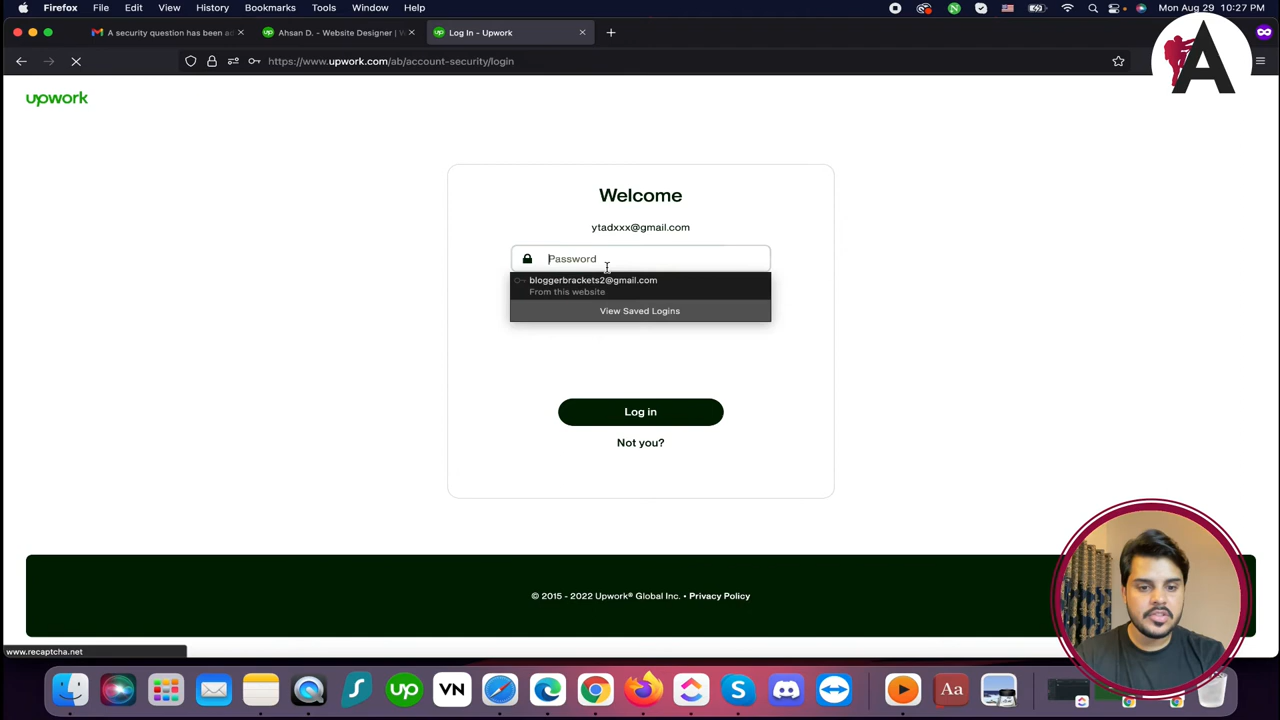 Firefox File Edit View History Bookmarks Tools Window Help
Mon Aug 29 10:27 PM
A security question has been ad
Ahsan D. - Website Designer | W
Log In - Upwork
https://www.upwork.com/ab/account-security/login
A
upwork
Welcome
ytadxxx@gmail.com
Password
bloggerbrackets2@gmail.com
From this website
View Saved Logins
Log in
Not you?
© 2015 - 2022 Upwork® Global Inc. • Privacy Policy
www.recaptcha.net
up
VN
Aa